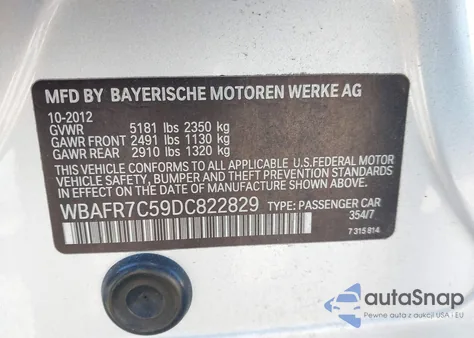 MFD BY BAYERISCHE MOTOREN WERKE AG
10-2012
GVWR 5181 lbs 2350 kg
GAWR FRONT 2491 lbs 1130 kg
GAWR REAR 2910 lbs 1320 kg
THIS VEHICLE CONFORMS TO ALL APPLICABLE U.S. FEDERAL MOTOR
VEHICLE SAFETY, BUMPER AND THEFT PREVENTION STANDARDS IN
EFFECT ON THE DATE OF MANUFACTURE SHOWN ABOVE.
WBAFR7C59DC822829 TYPE: PASSENGER CAR
354/7
7 315 814
autoSnap
Pewne auta z aukcji USA i EU